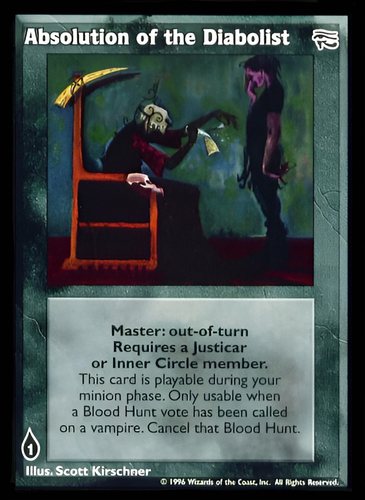 Absolution of the Diabolist
Master: out-of-turn
Requires a Justicar
or Inner Circle member.
This card is playable during your
minion phase. Only usable when
a Blood Hunt vote has been called
on a vampire. Cancel that Blood Hunt.
1
Illus. Scott Kirschner
© 1996 Wizards of the Coast, Inc. All Rights Reserved.